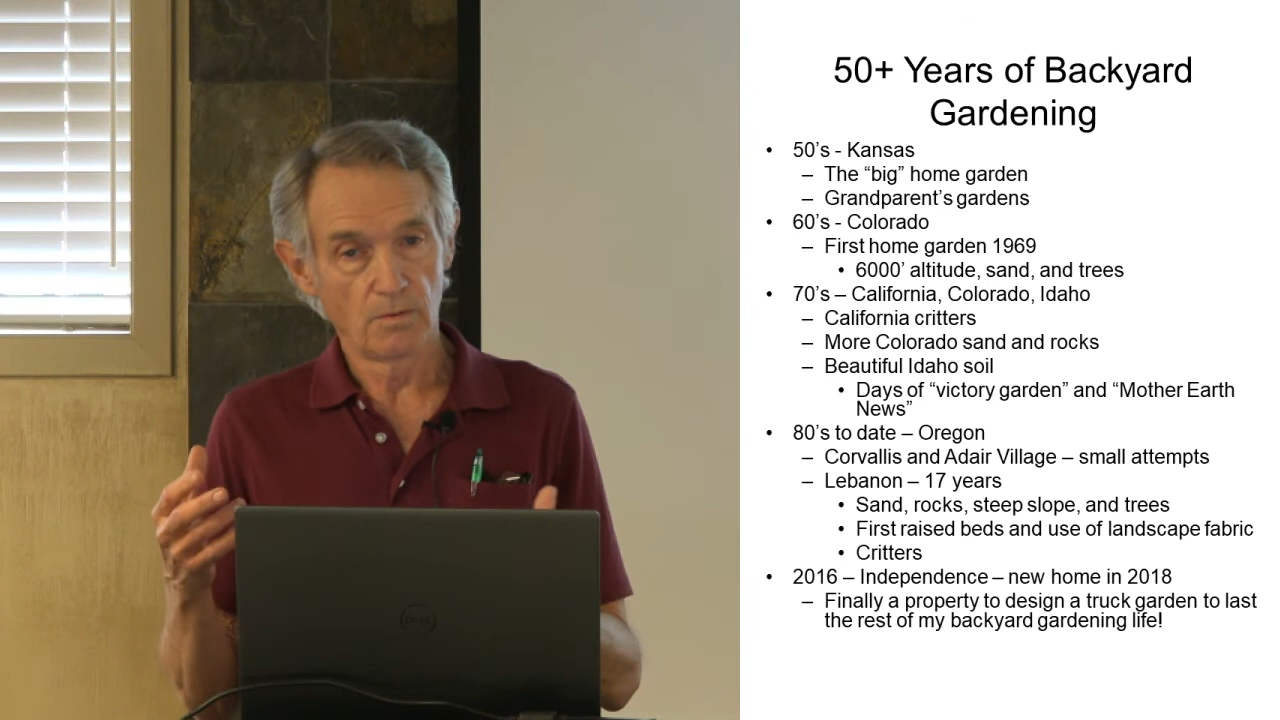 50+ Years of Backyard
Gardening
• 50's - Kansas
– The “big” home garden
– Grandparent's gardens
• 60's - Colorado
– First home garden 1969
• 6000' altitude, sand, and trees
• 70's – California, Colorado, Idaho
– California critters
– More Colorado sand and rocks
– Beautiful Idaho soil
• Days of “victory garden” and “Mother Earth
News”
• 80's to date – Oregon
– Corvallis and Adair Village – small attempts
– Lebanon – 17 years
• Sand, rocks, steep slope, and trees
• First raised beds and use of landscape fabric
• Critters
• 2016 – Independence – new home in 2018
– Finally a property to design a truck garden to last
the rest of my backyard gardening life!
DELL